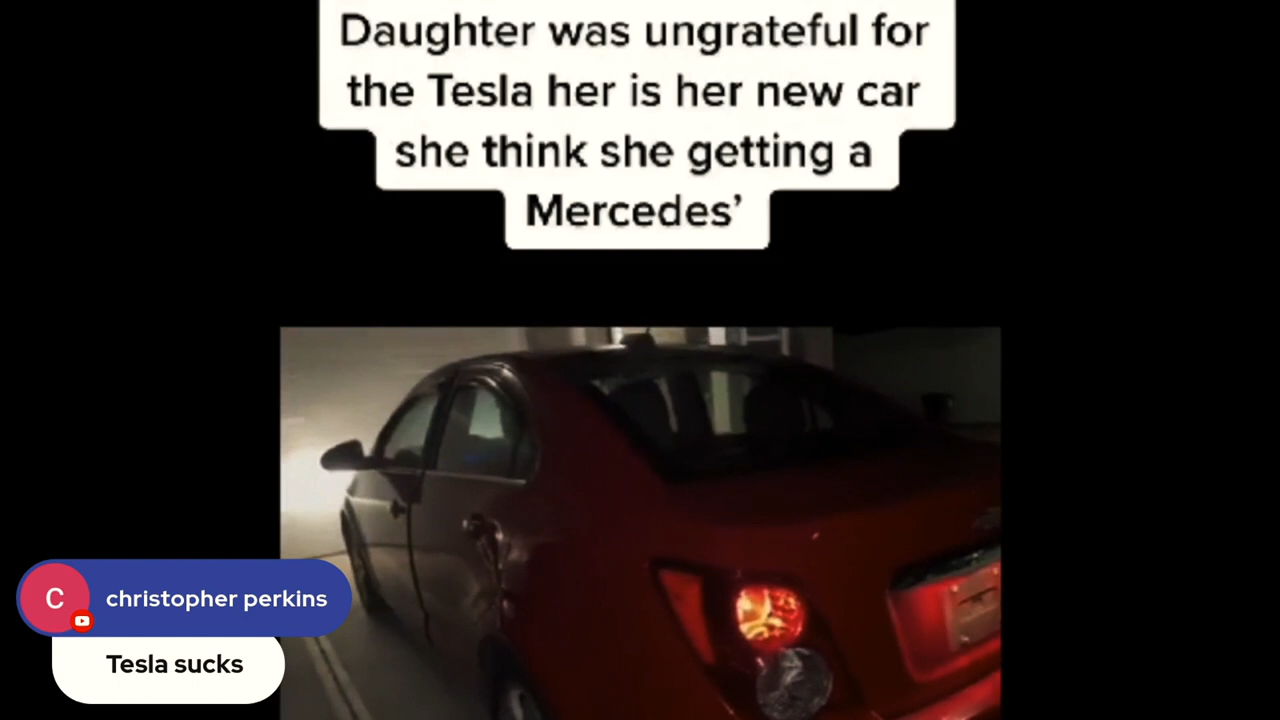 Daughter was ungrateful for
the Tesla her is her new car
she think she getting a
Mercedes’
C
christopher perkins
Tesla sucks